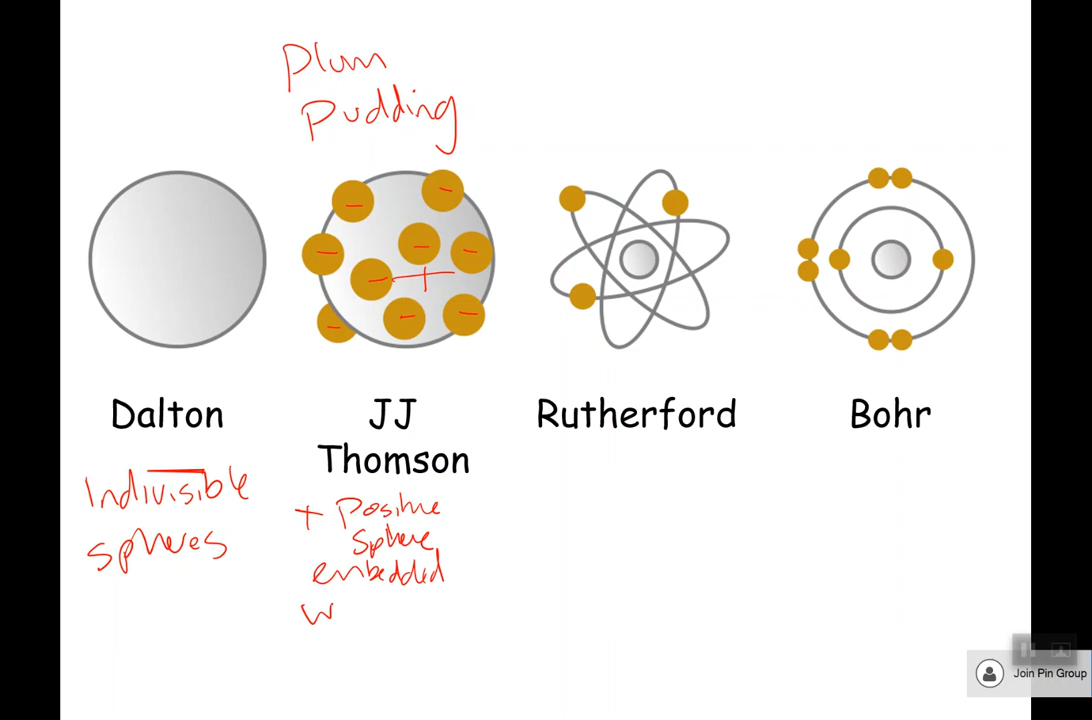 Plum
Pudding
Dalton
JJ
Thomson
Rutherford
Bohr
Indivisible
spheres
+ Positive
Sphere
embedded
w
Join Pin Group